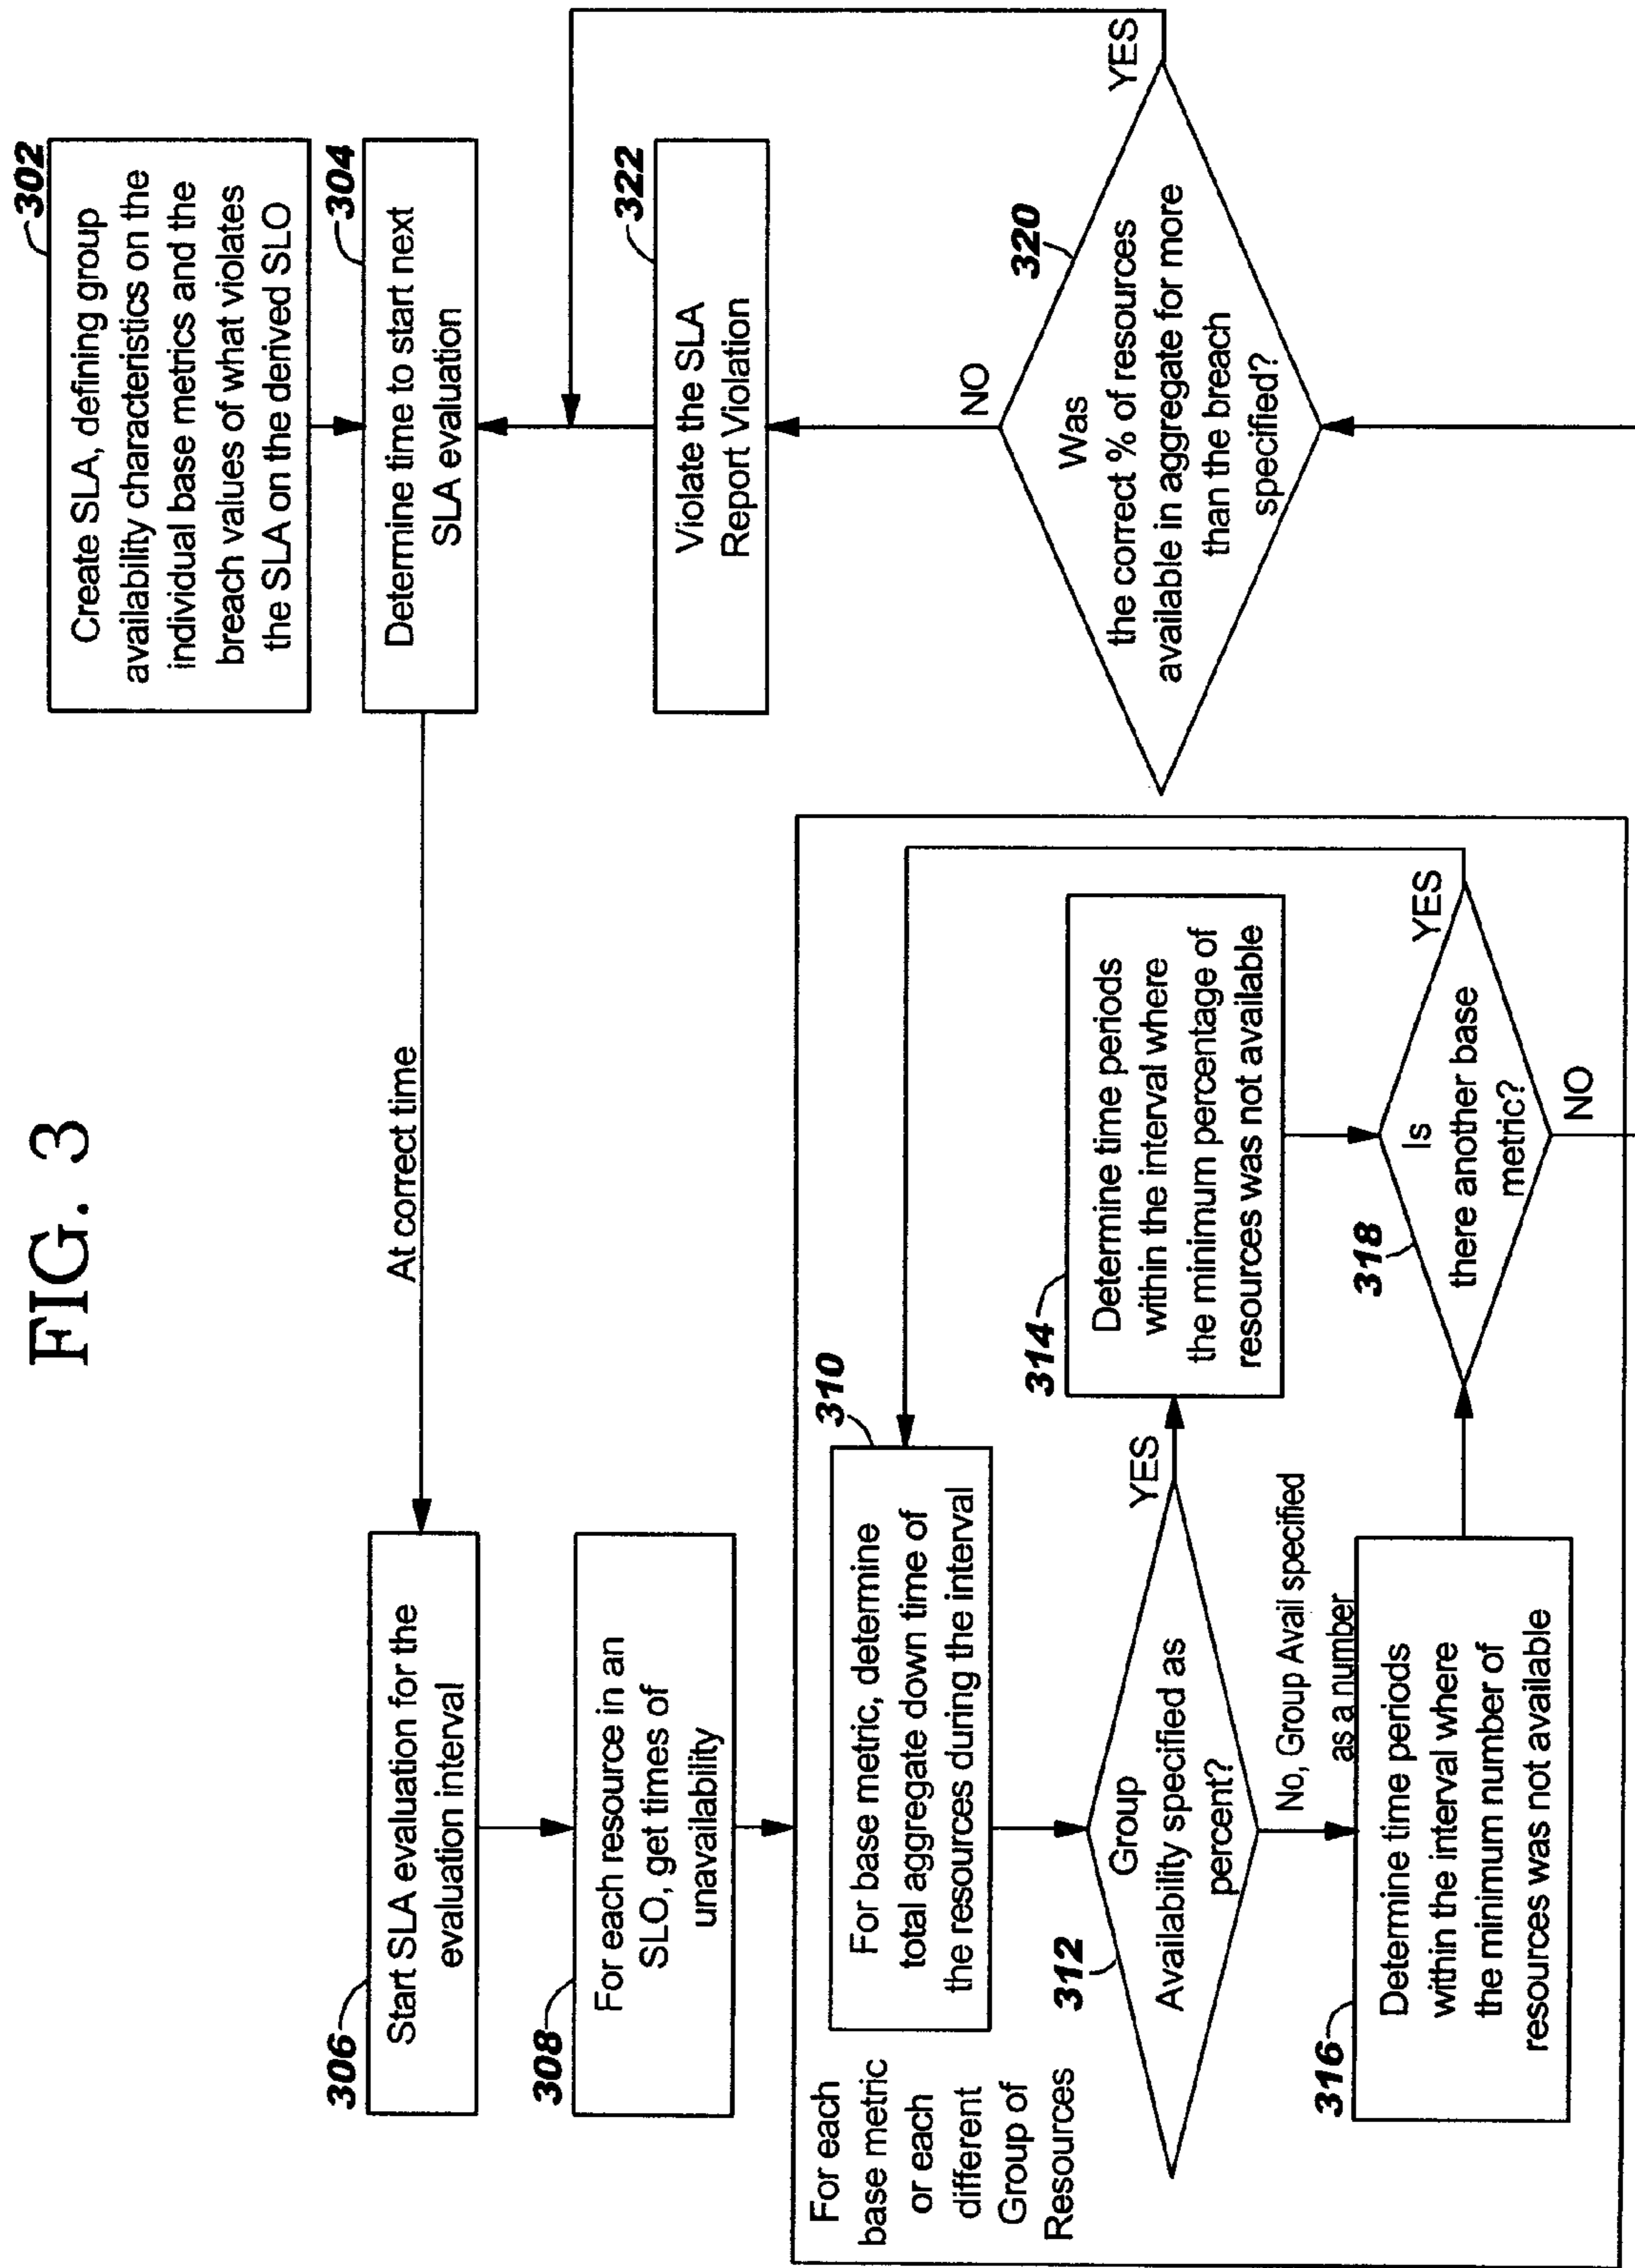 FIG. 3
302
Create SLA, defining group
availability characteristics on the
individual base metrics and the
breach values of what violates
the SLA on the derived SLO
304
Determine time to start next
SLA evaluation
At correct time
306
Start SLA evaluation for the
evaluation interval
308
For each resource in an
SLO, get times of
unavailability
For each
base metric
or each
different
Group of
Resources
310
For base metric, determine
total aggregate down time of
the resources during the interval
312
Group
Availability specified as
percent?
YES
No, Group Avail specified
as a number
314
Determine time periods
within the interval where
the minimum percentage of
resources was not available
316
Determine time periods
within the interval where
the minimum number of
resources was not available
318
Is
there another base
metric?
YES
NO
320
Was
the correct % of resources
available in aggregate for more
than the breach
specified?
YES
NO
322
Violate the SLA
Report Violation